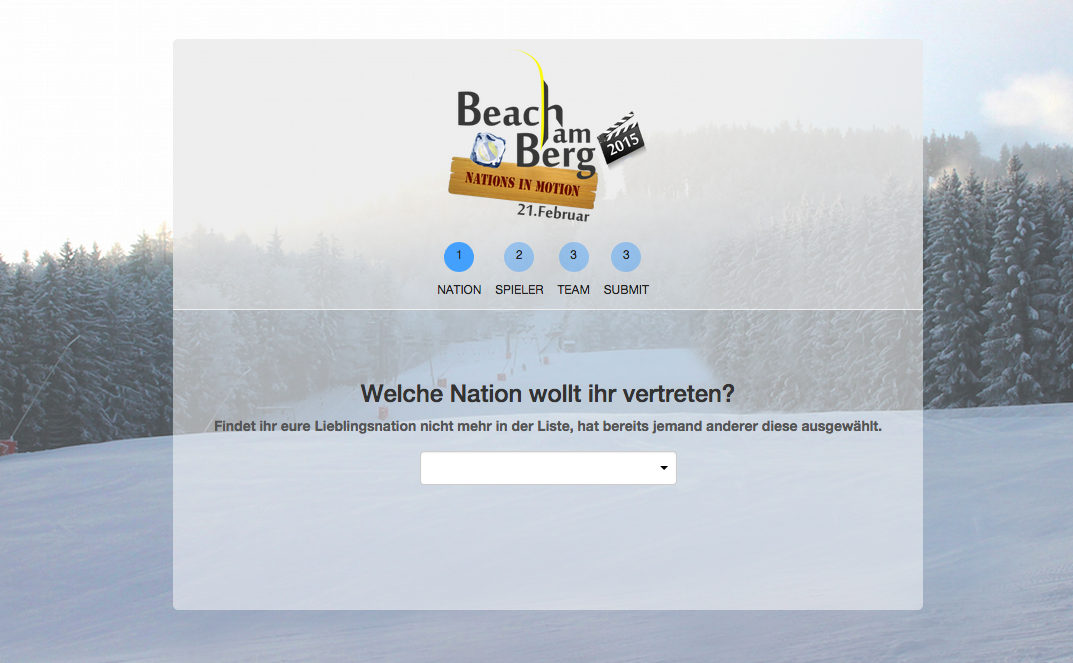 Beach
am
Berg
2015
NATIONS IN MOTION
21.Februar
1 2 3 3
NATION SPIELER TEAM SUBMIT
Welche Nation wollt ihr vertreten?
Findet ihr eure Lieblingsnation nicht mehr in der Liste, hat bereits jemand anderer diese ausgewählt.